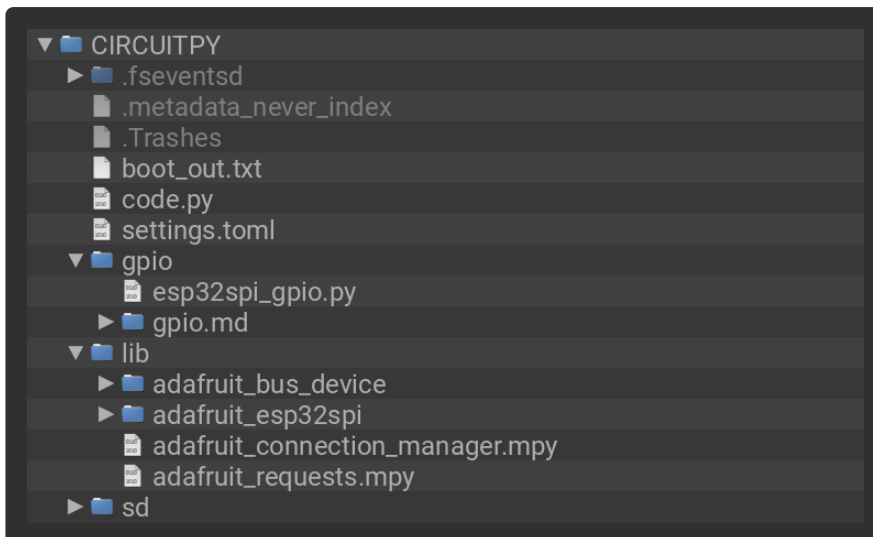 CIRCUITPY
.fseventsd
.metadata_never_index
.Trashes
boot_out.txt
code.py
settings.toml
gpio
esp32spi_gpio.py
gpio.md
lib
adafruit_bus_device
adafruit_esp32spi
adafruit_connection_manager.mpy
adafruit_requests.mpy
sd